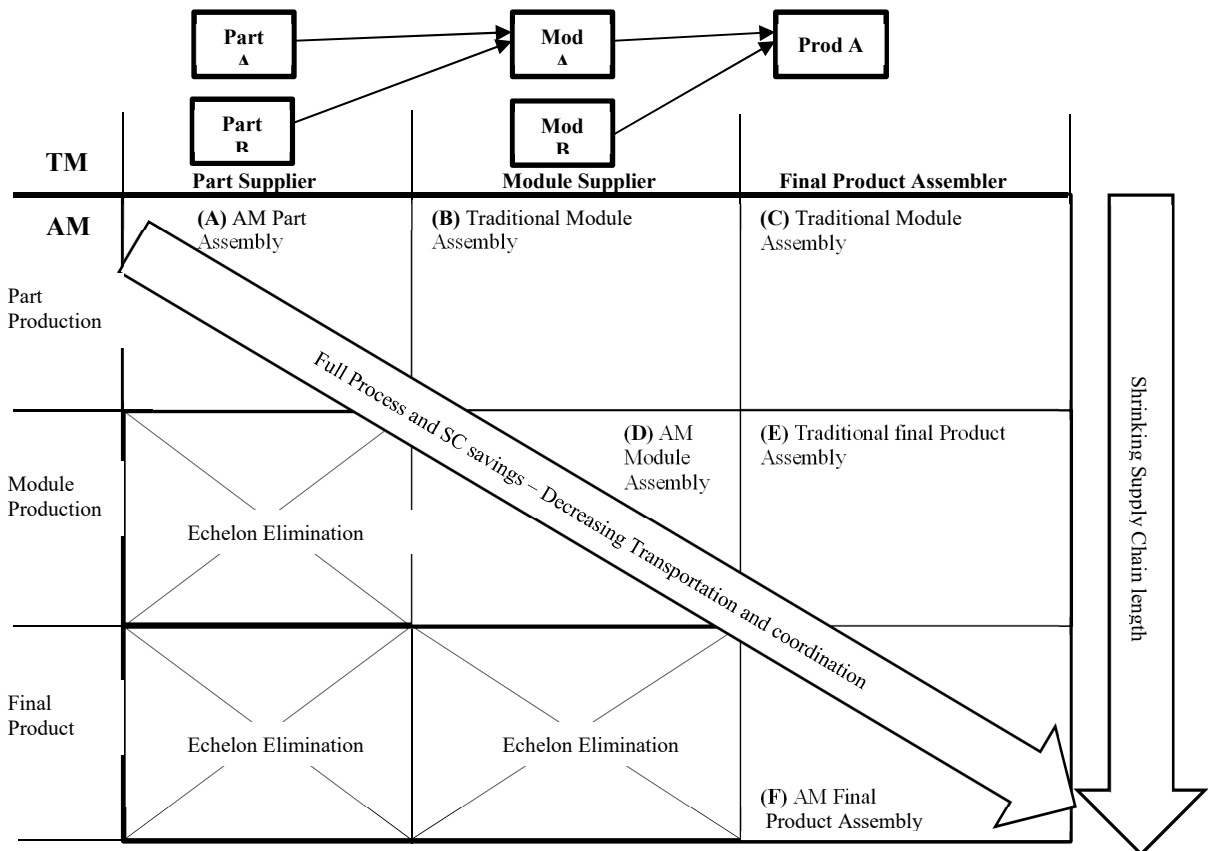 Part
A
Mod
A
Prod A
Part
B
Mod
B
TM
Part Supplier
Module Supplier
Final Product Assembler
AM
(A) AM Part
Assembly
(B) Traditional Module
Assembly
(C) Traditional Module
Assembly
Part
Production
Full Process and SC savings – Decreasing Transportation and coordination
Shrinking Supply Chain length
Module
Production
Echelon Elimination
(D) AM
Module
Assembly
(E) Traditional final Product
Assembly
Final
Product
Echelon Elimination
Echelon Elimination
(F) AM Final
Product Assembly